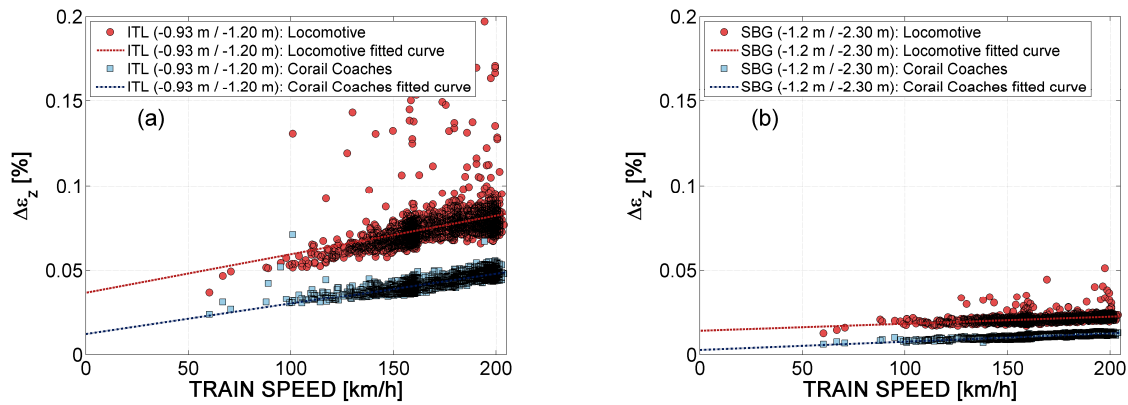 0.2
0.15
0.1
0.05
0
Δεz [%]
ITL (-0.93 m / -1.20 m): Locomotive
ITL (-0.93 m / -1.20 m): Locomotive fitted curve
ITL (-0.93 m / -1.20 m): Corail Coaches
ITL (-0.93 m / -1.20 m): Corail Coaches fitted curve
(a)
0 50 100 150 200
TRAIN SPEED [km/h]
0.2
0.15
0.1
0.05
0
Δεz [%]
SBG (-1.2 m / -2.30 m): Locomotive
SBG (-1.2 m / -2.30 m): Locomotive fitted curve
SBG (-1.2 m / -2.30 m): Corail Coaches
SBG (-1.2 m / -2.30 m): Corail Coaches fitted curve
(b)
0 50 100 150 200
TRAIN SPEED [km/h]